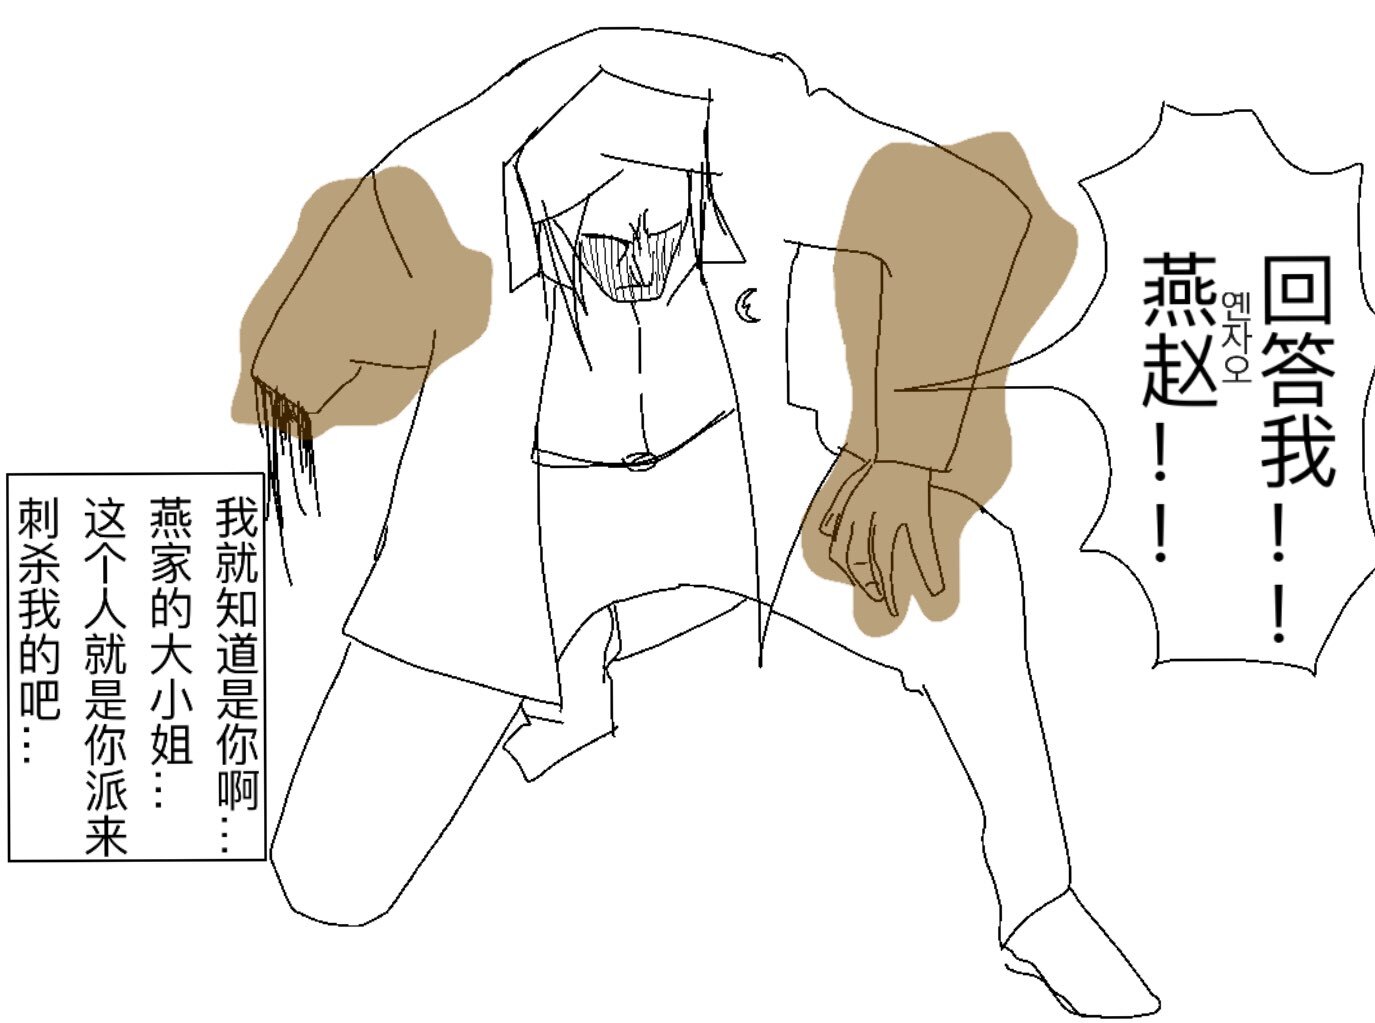 回答我！！
燕赵！！
옌자오
我就知道是你啊…
燕家的大小姐…
这个人就是你派来
刺杀我的吧…